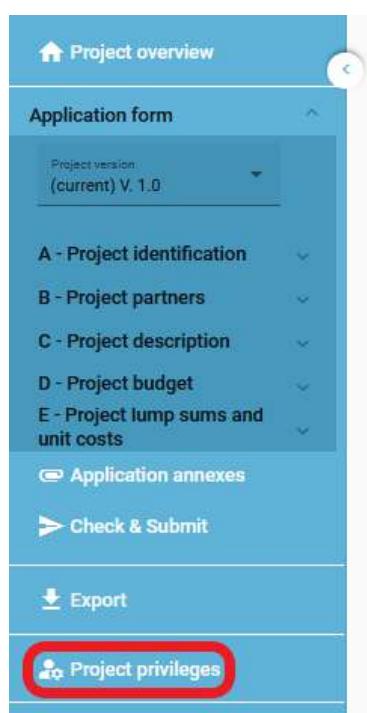 Project overview
Application form
Project version
(current) V. 1.0
A - Project identification
B - Project partners
C - Project description
D - Project budget
E - Project lump sums and
unit costs
Application annexes
Check & Submit
Export
Project privileges